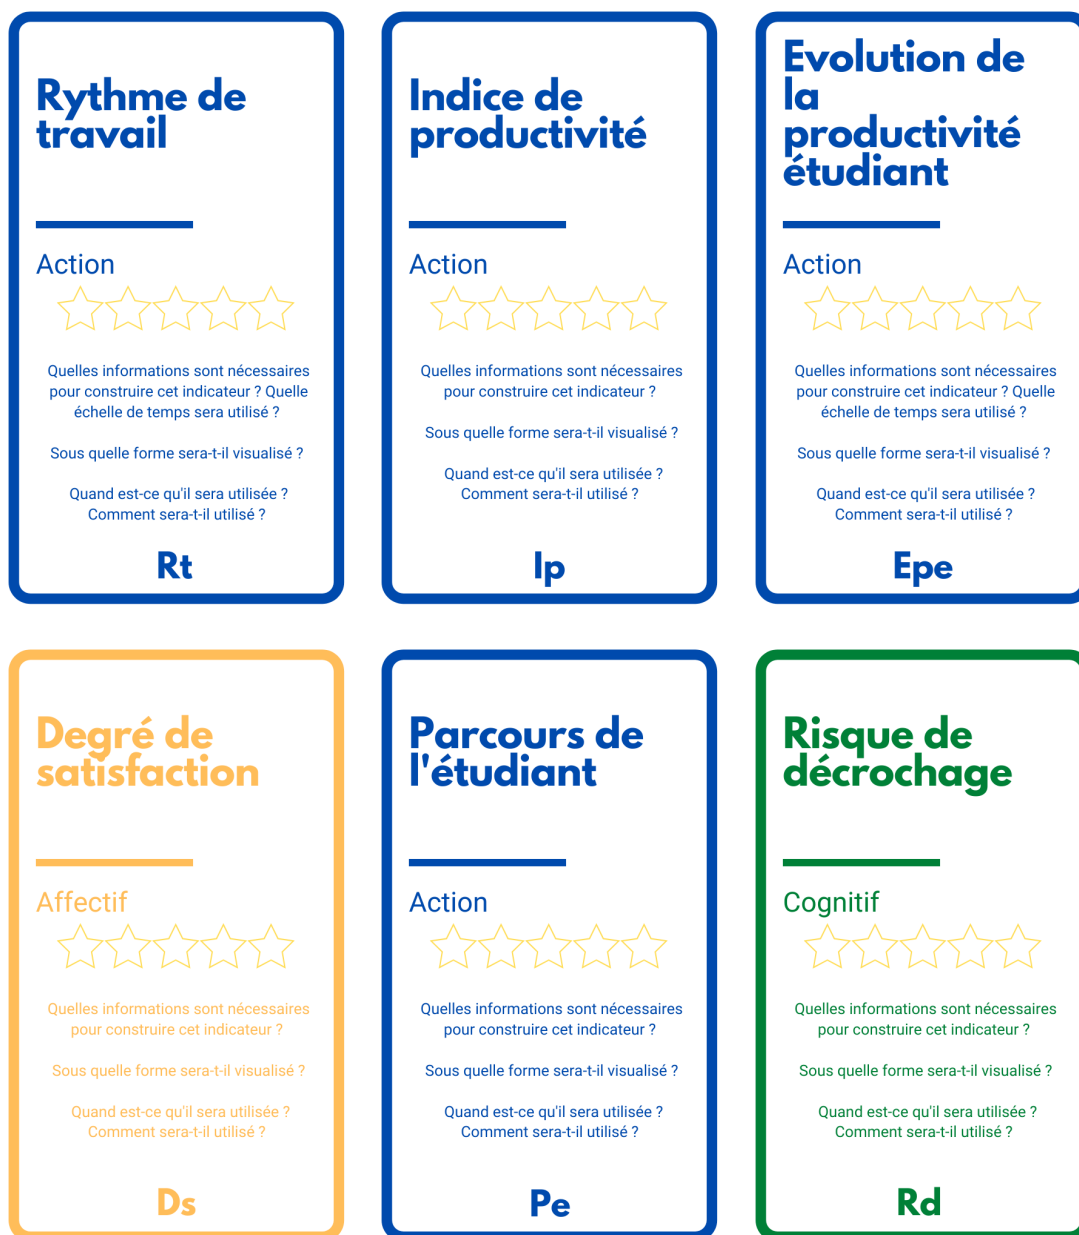 Rythme de
travail
Action
Quelles informations sont nécessaires
pour construire cet indicateur ? Quelle
échelle de temps sera utilisé ?
Sous quelle forme sera-t-il visualisé ?
Quand est-ce qu'il sera utilisée ?
Comment sera-t-il utilisé ?
Rt
Indice de
productivité
Action
Quelles informations sont nécessaires
pour construire cet indicateur ?
Sous quelle forme sera-t-il visualisé ?
Quand est-ce qu'il sera utilisée ?
Comment sera-t-il utilisé ?
Ip
Evolution de
la
productivité
étudiant
Action
Quelles informations sont nécessaires
pour construire cet indicateur ? Quelle
échelle de temps sera utilisé ?
Sous quelle forme sera-t-il visualisé ?
Quand est-ce qu'il sera utilisée ?
Comment sera-t-il utilisé ?
Epe
Degré de
satisfaction
Affectif
Quelles informations sont nécessaires
pour construire cet indicateur ?
Sous quelle forme sera-t-il visualisé ?
Quand est-ce qu'il sera utilisée ?
Comment sera-t-il utilisé ?
Ds
Parcours de
l'étudiant
Action
Quelles informations sont nécessaires
pour construire cet indicateur ?
Sous quelle forme sera-t-il visualisé ?
Quand est-ce qu'il sera utilisée ?
Comment sera-t-il utilisé ?
Pe
Risque de
décrochage
Cognitif
Quelles informations sont nécessaires
pour construire cet indicateur ?
Sous quelle forme sera-t-il visualisé ?
Quand est-ce qu'il sera utilisée ?
Comment sera-t-il utilisé ?
Rd